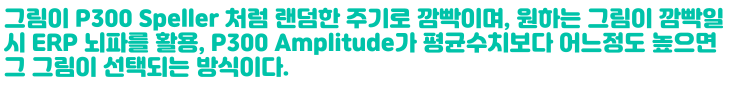 그림이 P300 Speller 처럼 랜덤한 주기로 깜빡이며, 원하는 그림이 깜빡일
시 ERP 뇌파를 활용, P300 Amplitude가 평균수치보다 어느정도 높으면
그 그림이 선택되는 방식이다.